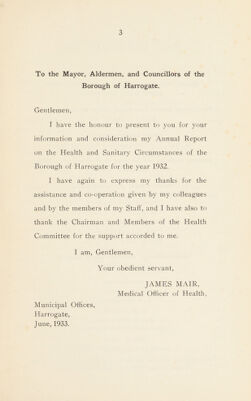 3
To the Mayor, Aldermen, and Councillors of the
Borough of Harrogate.
Gentlemen,
I have the honour to present to you for your
information and consideration my Annual Report
on the Health and Sanitary Circumstances of the
Borough of Harrogate for the year 1932.
I have again to express my thanks for the
assistance and co-operation given by my colleagues
and by the members of my Staff, and I have also to
thank the Chairman and Members of the Health
Committee for the support accorded to me.
I am, Gentlemen,
Your obedient servant,
JAMES MAIR,
Medical Officer of Health.
Municipal Offices,
Harrogate,
June, 1933.